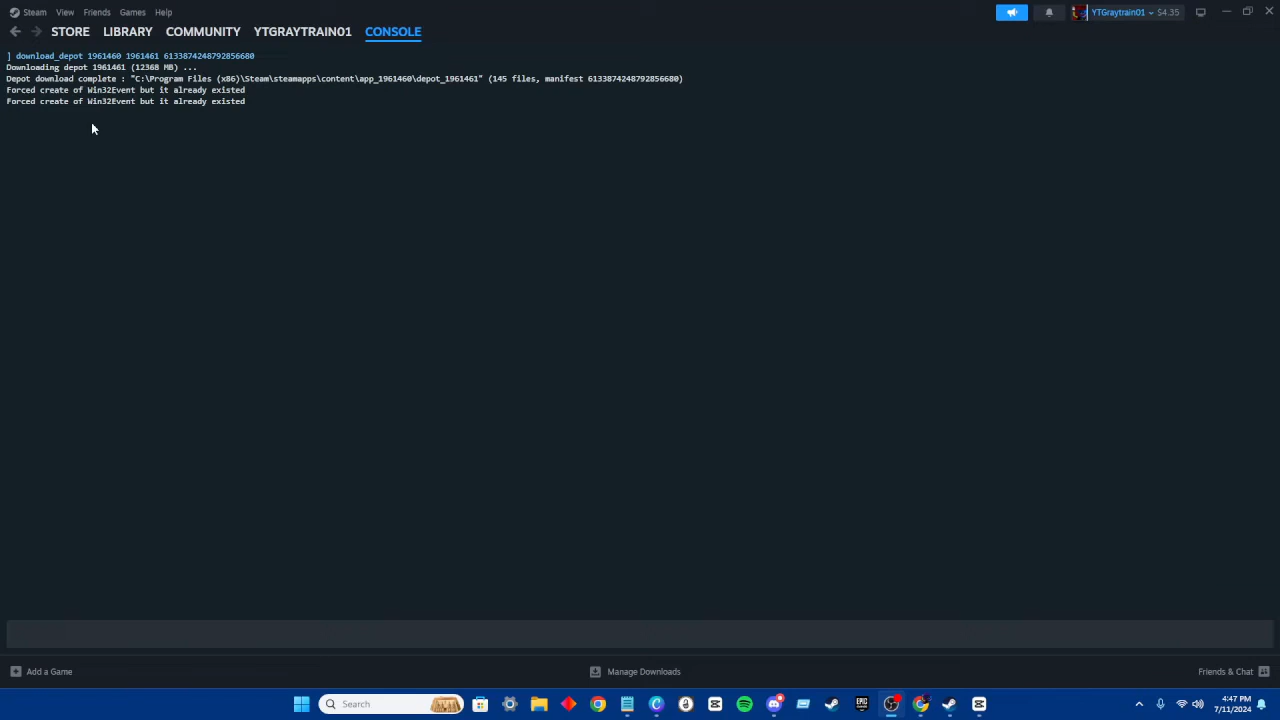 Steam View Friends Games Help
YTGraytrain01 $4.35
STORE LIBRARY COMMUNITY YTGRAYTRAIN01 CONSOLE
] download_depot 1961460 1961461 6133874248792856680
Downloading depot 1961461 (12368 MB) ...
Depot download complete : "C:\Program Files (x86)\Steam\steamapps\content\app_1961460\depot_1961461" (145 files, manifest 6133874248792856680)
Forced create of Win32Event but it already existed
Forced create of Win32Event but it already existed
Add a Game
Manage Downloads
Friends & Chat
Search
EPIC
4:47 PM
7/11/2024